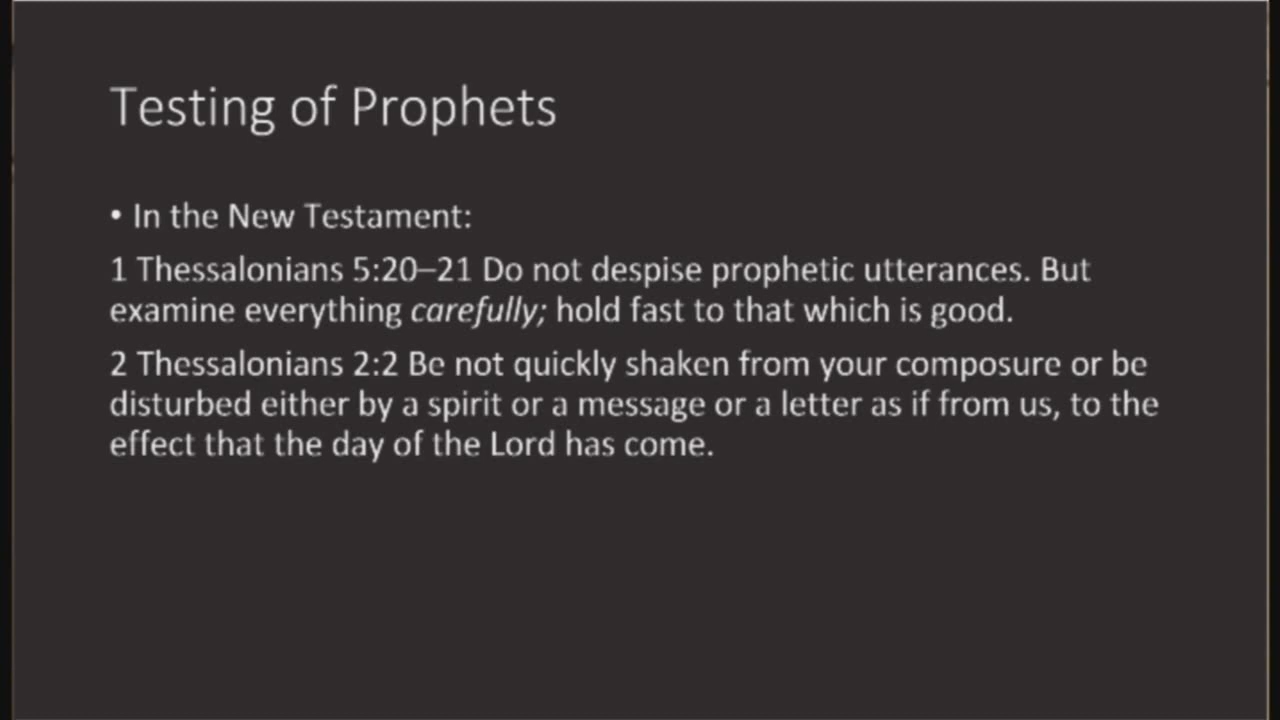 Testing of Prophets
• In the New Testament:
1 Thessalonians 5:20–21 Do not despise prophetic utterances. But
examine everything carefully; hold fast to that which is good.
2 Thessalonians 2:2 Be not quickly shaken from your composure or be
disturbed either by a spirit or a message or a letter as if from us, to the
effect that the day of the Lord has come.